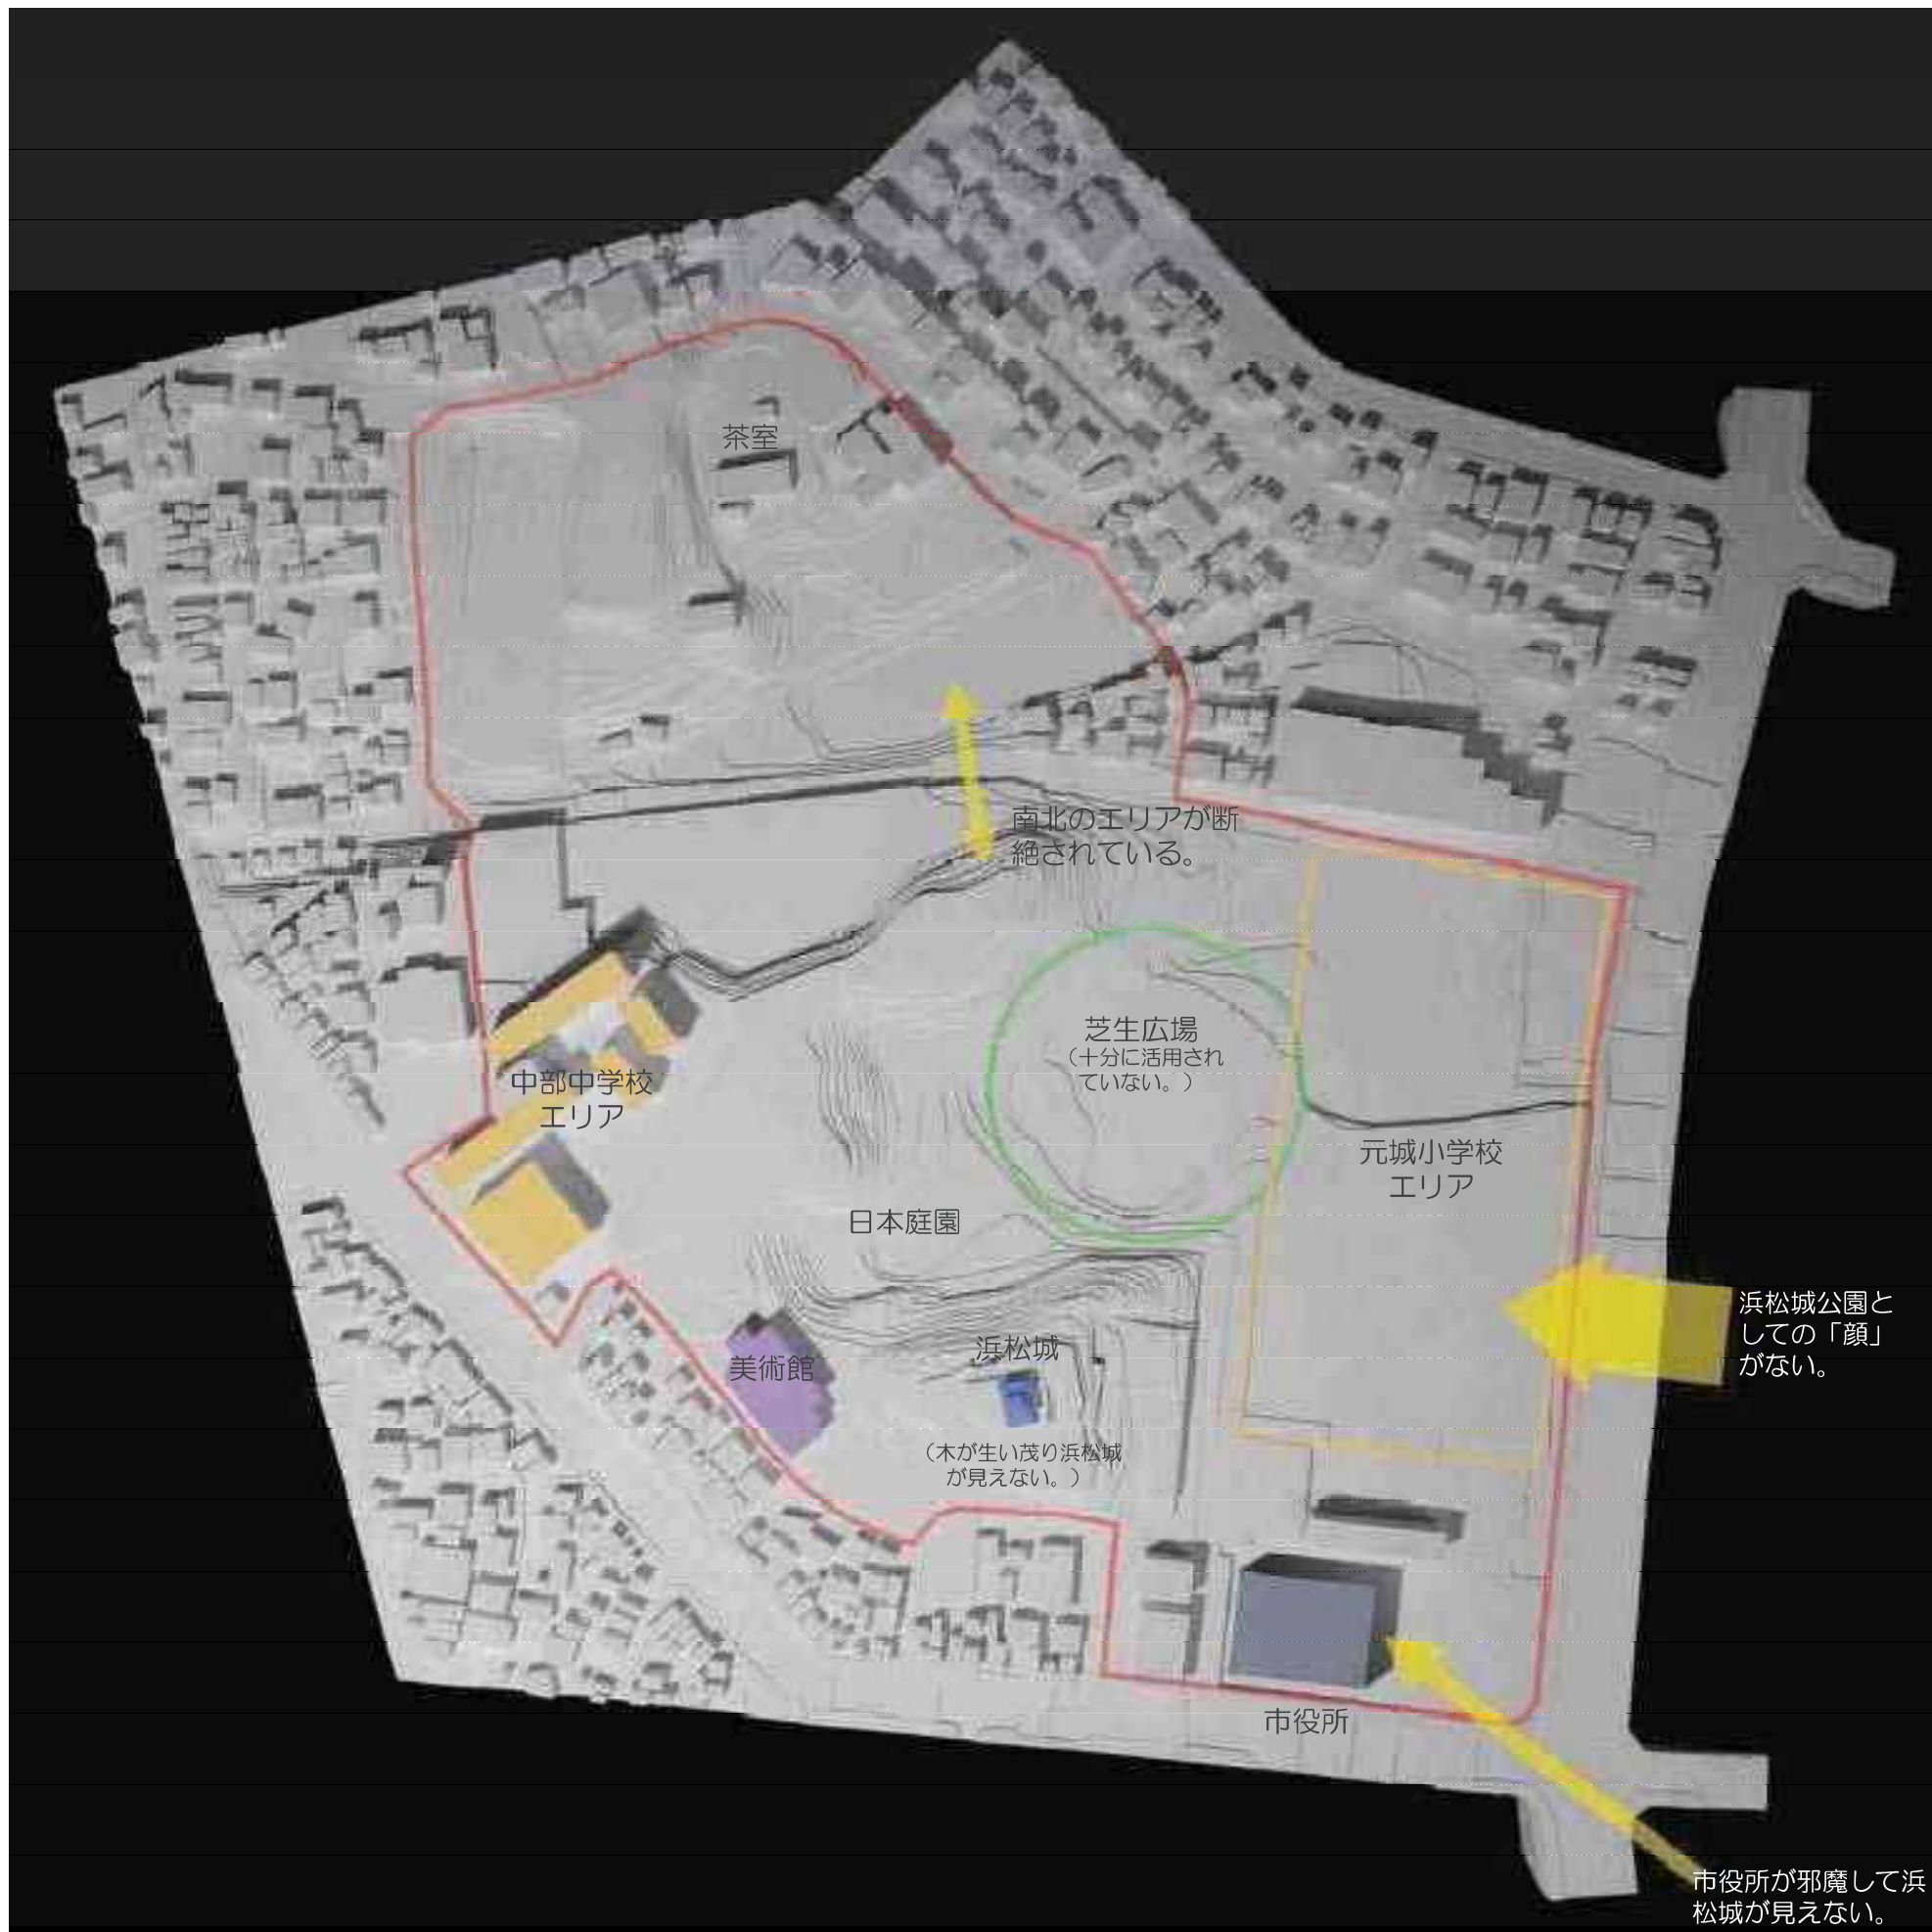 茶室
南北のエリアが断
絶されている。
芝生広場
（十分に活用され
ていない。）
中部中学校
エリア
元城小学校
エリア
日本庭園
浜松城公園と
しての「顔」
がない。
浜松城
美術館
（木が生い茂り浜松城
が見えない。）
市役所
市役所が邪魔して浜
松城が見えない。